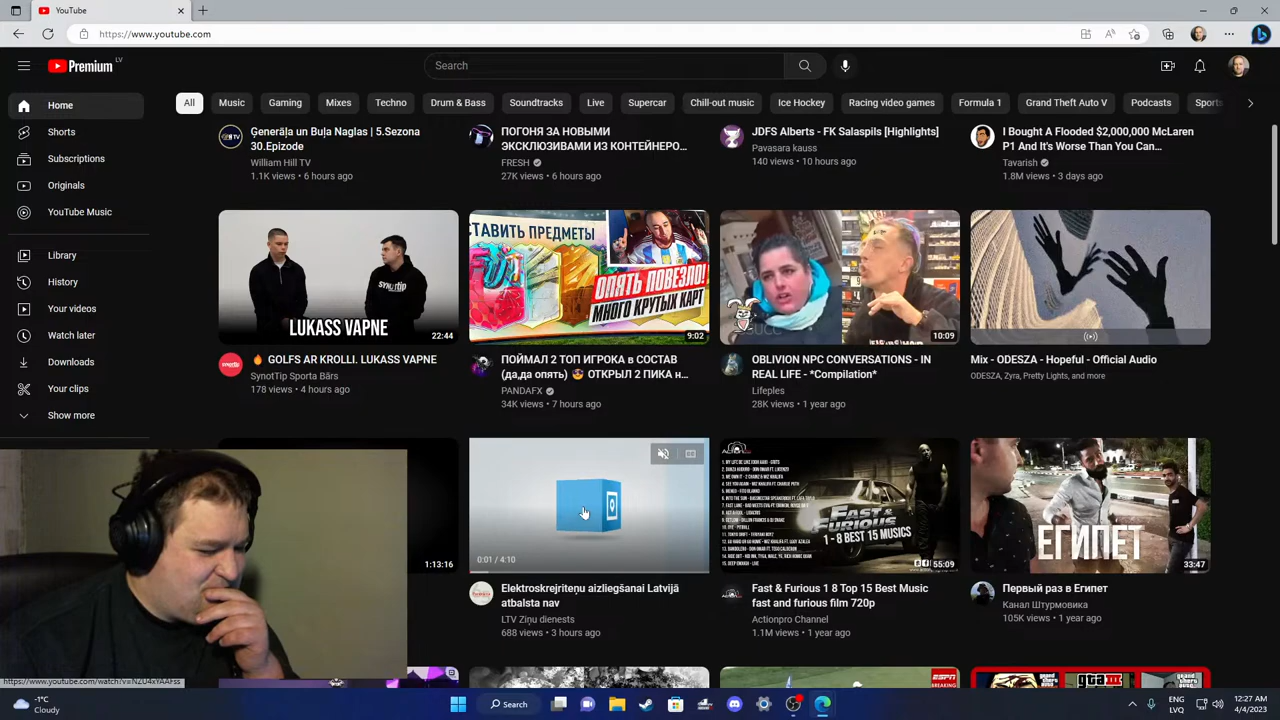 YouTube
https://www.youtube.com
Premium LV
Search
Home
Shorts
Subscriptions
Originals
YouTube Music
Library
History
Your videos
Watch later
Downloads
Your clips
Show more
All Music Gaming Mixes Techno Drum & Bass Soundtracks Live Supercar Chill-out music Ice Hockey Racing video games Formula 1 Grand Theft Auto V Podcasts Sports
Ģenerāļa un Buļa Naglas | 5.Sezona
30.Epizode
William Hill TV
1.1K views • 6 hours ago
ПОГОНЯ ЗА НОВЫМИ
ЭКСКЛЮЗИВАМИ ИЗ КОНТЕЙНЕРО...
FRESH
27K views • 6 hours ago
JDFS Alberts - FK Salaspils [Highlights]
Pavasara kauss
140 views • 10 hours ago
I Bought A Flooded $2,000,000 McLaren
P1 And It's Worse Than You Can...
Tavarish
1.8M views • 3 days ago
synottip
LUKASS VAPNE
22:44
🔥 GOLFS AR KROLLI. LUKASS VAPNE
SynotTip Sporta Bārs
178 views • 4 hours ago
СТАВИТЬ ПРЕДМЕТЫ
ОПЯТЬ ПОВЕЗЛО!
МНОГО КРУТЫХ КАРТ
9:02
ПОЙМАЛ 2 ТОП ИГРОКА в СОСТАВ
(да,да опять) 🤓 ОТКРЫЛ 2 ПИКА н...
PANDAFX
34K views • 7 hours ago
10:09
OBLIVION NPC CONVERSATIONS - IN
REAL LIFE - *Compilation*
Lifeples
28K views • 1 year ago
Mix - ODESZA - Hopeful - Official Audio
ODESZA, Zyra, Pretty Lights, and more
1:13:16
0:01 / 4:10
Elektroskrejriteņu aizliegšanai Latvijā
atbalsta nav
LTV Ziņu dienests
688 views • 3 hours ago
FAST & FURIOUS
1 - 8 BEST 15 MUSICS
55:09
Fast & Furious 1 8 Top 15 Best Music
fast and furious film 720p
Actionpro Channel
1.1M views • 1 year ago
ЕГИПЕТ
33:47
Первый раз в Египет
Канал Штурмовика
105K views • 1 year ago
ESPN
BREAKING
https://www.youtube.com/watch?v=NZU4xYAAFss
-1°C
Cloudy
Search
ENG
LVQ
12:27 AM
4/4/2023